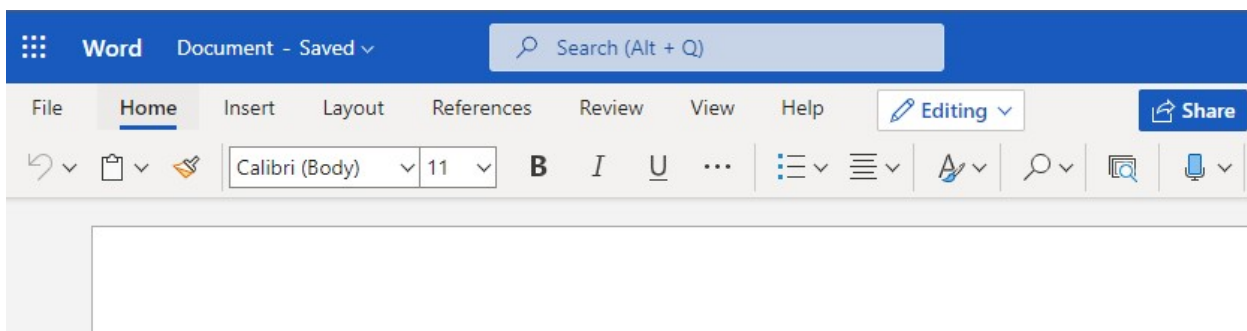 Word Document - Saved Search (Alt + Q)
File Home Insert Layout References Review View Help Editing Share
Calibri (Body) 11 B I U ...